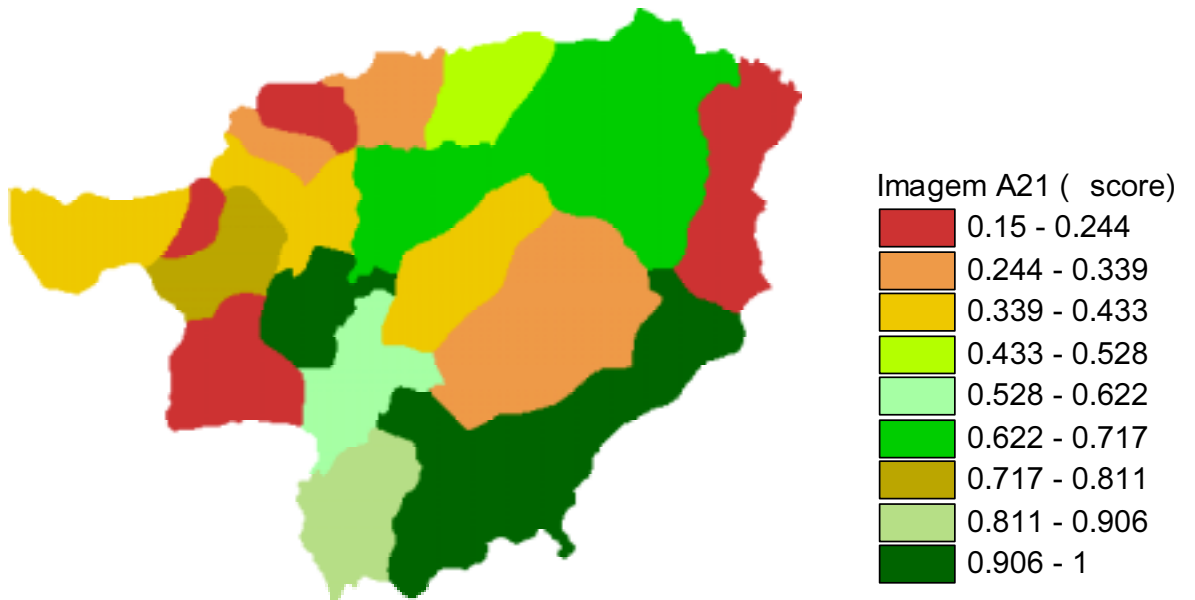 Imagem A21 ( score)
0.15 - 0.244
0.244 - 0.339
0.339 - 0.433
0.433 - 0.528
0.528 - 0.622
0.622 - 0.717
0.717 - 0.811
0.811 - 0.906
0.906 - 1